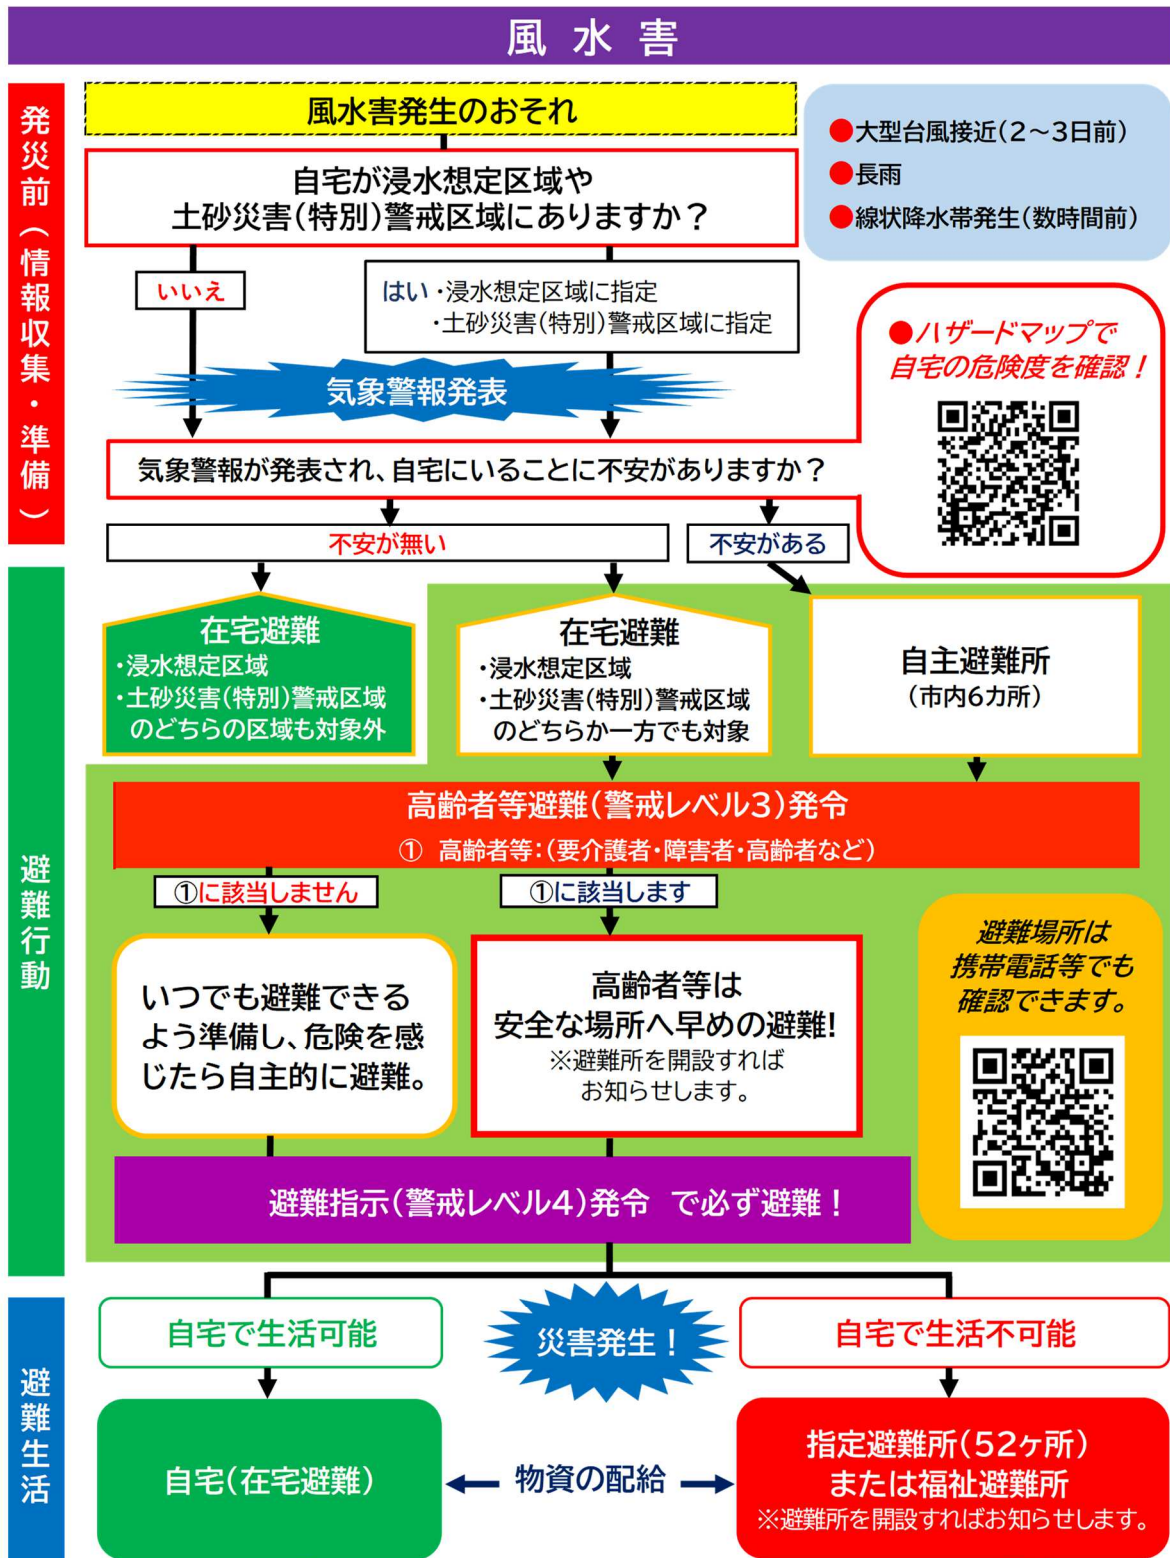 風水害
発災前（情報収集・準備）
風水害発生のおそれ
●大型台風接近(2～3日前)
●長雨
●線状降水帯発生(数時間前)
自宅が浸水想定区域や
土砂災害(特別)警戒区域にありますか？
いいえ
はい ・浸水想定区域に指定
・土砂災害(特別)警戒区域に指定
●ハザードマップで
自宅の危険度を確認！
気象警報発表
気象警報が発表され、自宅にいることに不安がありますか？
不安が無い
不安がある
避難行動
在宅避難
・浸水想定区域
・土砂災害(特別)警戒区域
のどちらの区域も対象外
在宅避難
・浸水想定区域
・土砂災害(特別)警戒区域
のどちらか一方でも対象
自主避難所
(市内6カ所)
高齢者等避難(警戒レベル3)発令
① 高齢者等：(要介護者・障害者・高齢者など)
①に該当しません
①に該当します
いつでも避難できる
よう準備し、危険を感
じたら自主的に避難。
高齢者等は
安全な場所へ早めの避難!
※避難所を開設すれば
お知らせします。
避難場所は
携帯電話等でも
確認できます。
避難指示(警戒レベル4)発令 で必ず避難！
避難生活
自宅で生活可能
災害発生！
自宅で生活不可能
自宅(在宅避難)
物資の配給
指定避難所(52ヶ所)
または福祉避難所
※避難所を開設すればお知らせします。